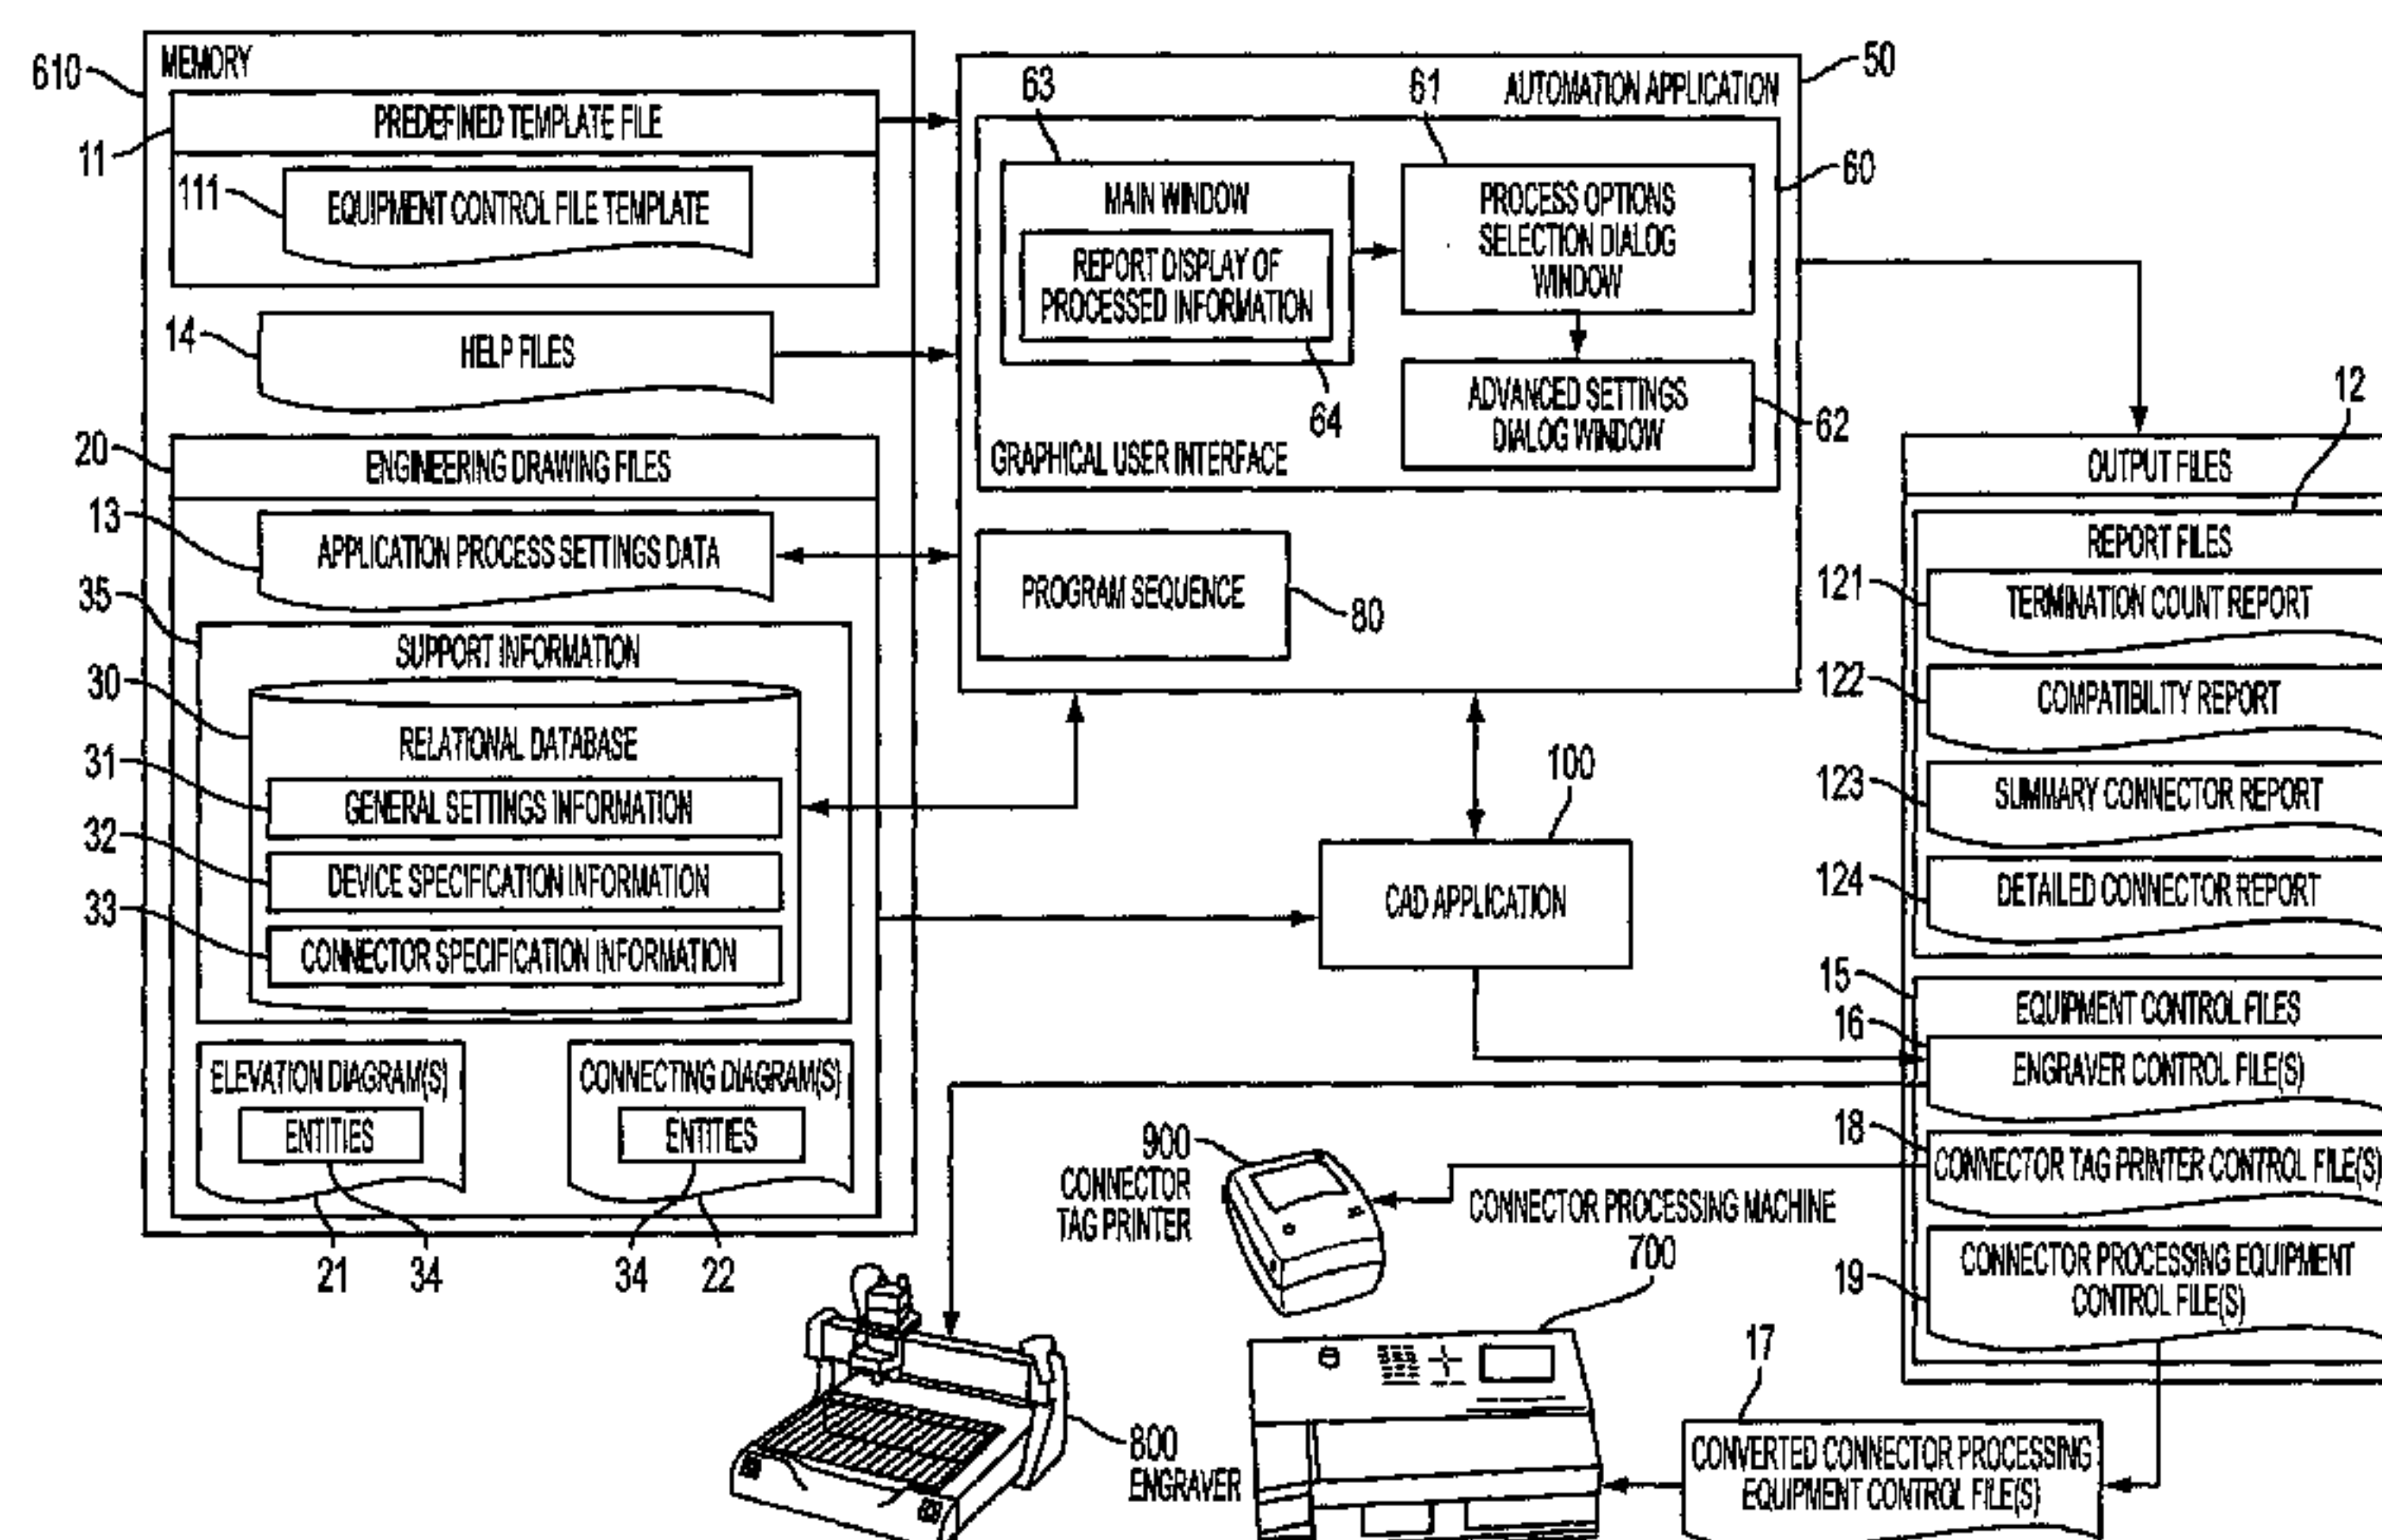 610
MEMORY
11
PREDEFINED TEMPLATE FILE
111
EQUIPMENT CONTROL FILE TEMPLATE
14
HELP FILES
20
ENGINEERING DRAWING FILES
13
APPLICATION PROCESS SETTINGS DATA
35
SUPPORT INFORMATION
30
RELATIONAL DATABASE
31
GENERAL SETTINGS INFORMATION
32
DEVICE SPECIFICATION INFORMATION
33
CONNECTOR SPECIFICATION INFORMATION
ELEVATION DIAGRAM(S)
ENTITIES
CONNECTING DIAGRAM(S)
ENTITIES
21
34
34
22
50
AUTOMATION APPLICATION
63
61
60
MAIN WINDOW
REPORT DISPLAY OF
PROCESSED INFORMATION
64
PROCESS OPTIONS
SELECTION DIALOG
WINDOW
ADVANCED SETTINGS
DIALOG WINDOW
62
GRAPHICAL USER INTERFACE
PROGRAM SEQUENCE
80
100
CAD APPLICATION
12
OUTPUT FILES
REPORT FILES
121
TERMINATION COUNT REPORT
122
COMPATIBILITY REPORT
123
SUMMARY CONNECTOR REPORT
124
DETAILED CONNECTOR REPORT
15
EQUIPMENT CONTROL FILES
16
ENGRAVER CONTROL FILE(S)
18
CONNECTOR TAG PRINTER CONTROL FILE(S)
19
CONNECTOR PROCESSING EQUIPMENT
CONTROL FILE(S)
900
CONNECTOR
TAG PRINTER
CONNECTOR PROCESSING MACHINE
700
800
ENGRAVER
17
CONVERTED CONNECTOR PROCESSING
EQUIPMENT CONTROL FILE(S)